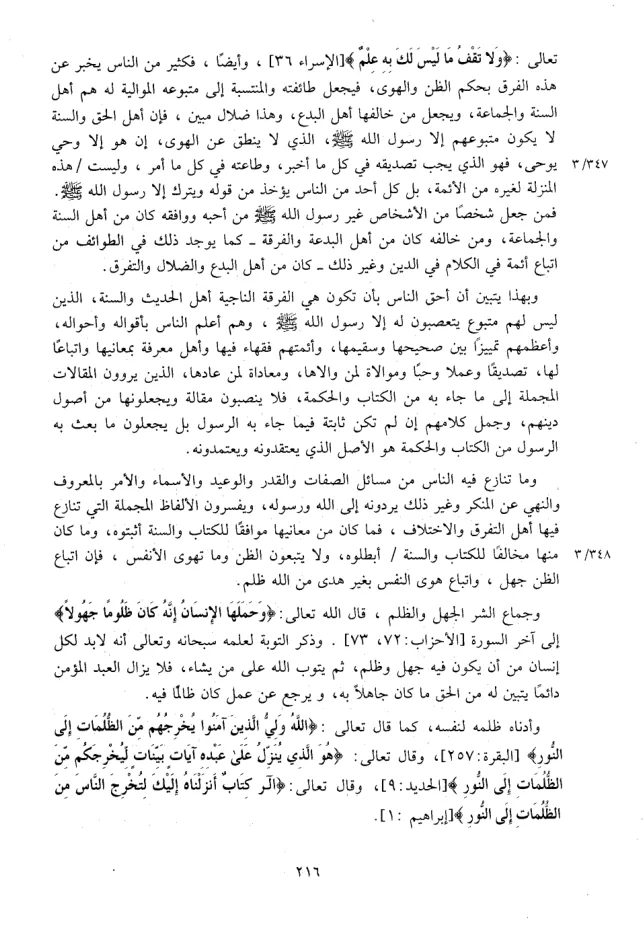 تعالى :﴿وَلا تَقْفُ مَا لَيْسَ لَكَ بِهِ عِلْمٌ﴾[الإسراء ٣٦] ، وأيضًا ، فكثير من الناس يخبر عن
هذه الفرق بحكم الظن والهوى، فيجعل طائفته والمنتسبة إلى متبوعه الموالية له هم أهل
السنة والجماعة، ويجعل من خالفها أهل البدع، وهذا ضلال مبين ، فإن أهل الحق والسنة
لا يكون متبوعهم إلا رسول الله ﷺ، الذي لا ينطق عن الهوى، إن هو إلا وحي
٣/٣٤٧ يوحى، فهو الذي يجب تصديقه في كل ما أخبر، وطاعته في كل ما أمر ، وليست / هذه
المنزلة لغيره من الأئمة، بل كل أحد من الناس يؤخذ من قوله ويترك إلا رسول الله ﷺ.
فمن جعل شخصًا من الأشخاص غير رسول الله ﷺ من أحبه ووافقه كان من أهل السنة
والجماعة، ومن خالفه كان من أهل البدعة والفرقة ـ كما يوجد ذلك في الطوائف من
اتباع أئمة في الكلام في الدين وغير ذلك ـ كان من أهل البدع والضلال والتفرق.
وبهذا يتبين أن أحق الناس بأن تكون هي الفرقة الناجية أهل الحديث والسنة، الذين
ليس لهم متبوع يتعصبون له إلا رسول الله ﷺ ، وهم أعلم الناس بأقواله وأحواله،
وأعظمهم تمييزًا بين صحيحها وسقيمها، وأئمتهم فقهاء فيها وأهل معرفة بمعانيها واتباعًا
لها، تصديقًا وعملا وحبًا وموالاة لمن والاها، ومعاداة لمن عادها، الذين يروون المقالات
المجملة إلى ما جاء به من الكتاب والحكمة، فلا ينصبون مقالة ويجعلونها من أصول
دينهم، وجمل كلامهم إن لم تكن ثابتة فيما جاء به الرسول بل يجعلون ما بعث به
الرسول من الكتاب والحكمة هو الأصل الذي يعتقدونه ويعتمدونه.
وما تنازع فيه الناس من مسائل الصفات والقدر والوعيد والأسماء والأمر بالمعروف
والنهي عن المنكر وغير ذلك يردونه إلى الله ورسوله، ويفسرون الألفاظ المجملة التي تنازع
فيها أهل التفرق والاختلاف ، فما كان من معانيها موافقًا للكتاب والسنة أثبتوه، وما كان
٣/٣٤٨ منها مخالفًا للكتاب والسنة / أبطلوه، ولا يتبعون الظن وما تهوى الأنفس ، فإن اتباع
الظن جهل ، واتباع هوى النفس بغير هدى من الله ظلم.
وجماع الشر الجهل والظلم ، قال الله تعالى:﴿وَحَمَلَهَا الإِنسَانُ إِنَّهُ كَانَ ظَلُومًا جَهُولاً﴾
إلى آخر السورة [الأحزاب:٧٢، ٧٣] . وذكر التوبة لعلمه سبحانه وتعالى أنه لابد لكل
إنسان من أن يكون فيه جهل وظلم، ثم يتوب الله على من يشاء، فلا يزال العبد المؤمن
دائمًا يتبين له من الحق ما كان جاهلاً به، و يرجع عن عمل كان ظالمًا فيه.
وأدناه ظلمه لنفسه، كما قال تعالى :﴿اللَّهُ وَلِيُّ الَّذِينَ آمَنُوا يُخْرِجُهُم مِّنَ الظُّلُمَاتِ إِلَى
النُّورِ﴾ [البقرة:٢٥٧]، وقال تعالى: ﴿هُوَ الَّذِي يُنَزِّلُ عَلَىٰ عَبْدِهِ آيَاتٍ بَيِّنَاتٍ لِّيُخْرِجَكُم مِّنَ
الظُّلُمَاتِ إِلَى النُّورِ ﴾[الحديد:٩]، وقال تعالى:﴿الٓر كِتَابٌ أَنزَلْنَاهُ إِلَيْكَ لِتُخْرِجَ النَّاسَ مِنَ
الظُّلُمَاتِ إِلَى النُّورِ ﴾[إبراهيم :١].
٢١٦